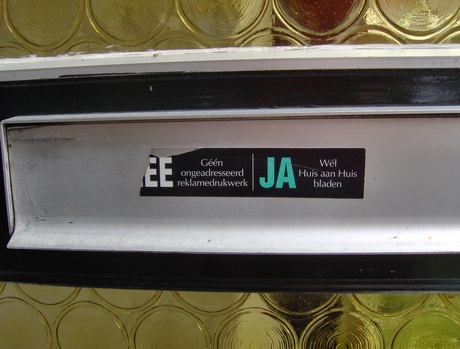 EE
Géén
ongeadresseerd
reklamedrukwerk
JA
Wél
Huis aan Huis
bladen